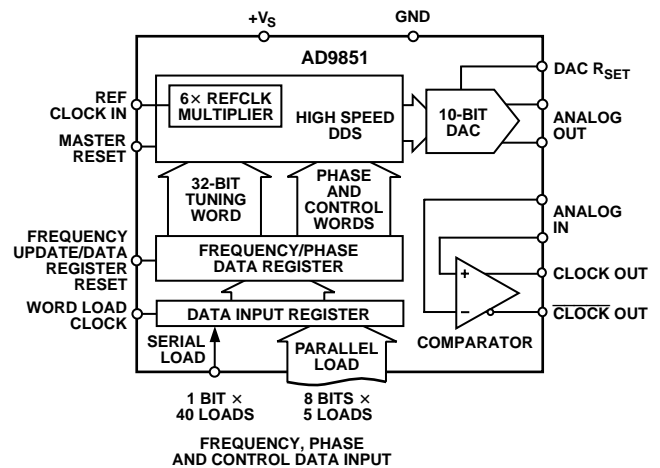 +VS
GND
AD9851
REF
CLOCK IN
6× REFCLK
MULTIPLIER
HIGH SPEED
DDS
10-BIT
DAC
DAC RSET
ANALOG
OUT
MASTER
RESET
32-BIT
TUNING
WORD
PHASE
AND
CONTROL
WORDS
ANALOG
IN
FREQUENCY
UPDATE/DATA
REGISTER
RESET
FREQUENCY/PHASE
DATA REGISTER
+
CLOCK OUT
WORD LOAD
CLOCK
DATA INPUT REGISTER
–
CLOCK OUT
COMPARATOR
SERIAL
LOAD
PARALLEL
LOAD
1 BIT ×
40 LOADS
8 BITS ×
5 LOADS
FREQUENCY, PHASE
AND CONTROL DATA INPUT